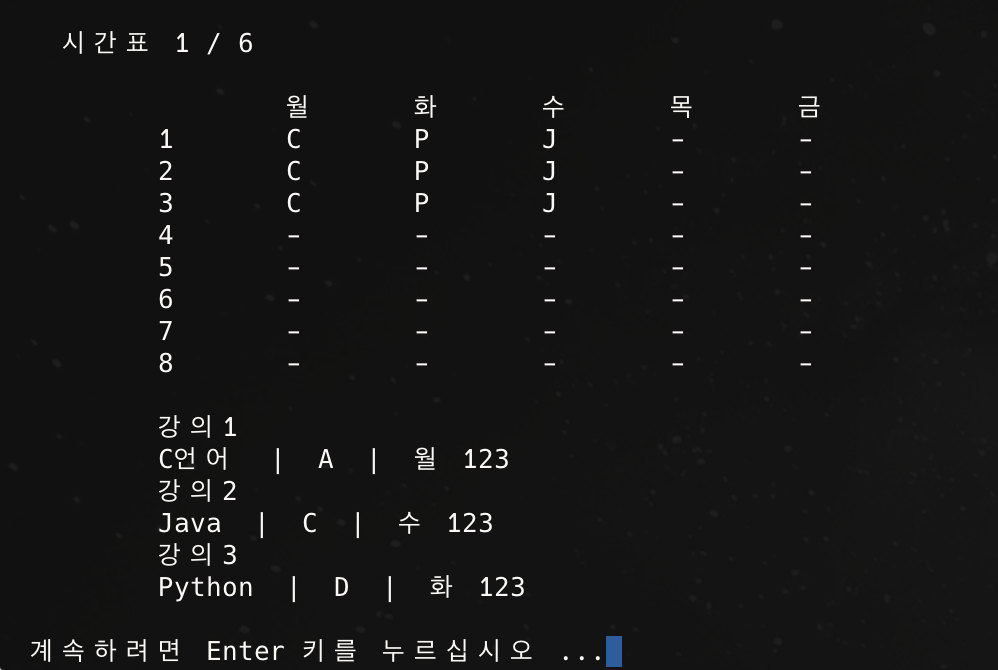 시간표 1 / 6
월 화 수 목 금
1 C P J - -
2 C P J - -
3 C P J - -
4 - - - - -
5 - - - - -
6 - - - - -
7 - - - - -
8 - - - - -
강의1
C언어 | A | 월 123
강의2
Java | C | 수 123
강의3
Python | D | 화 123
계속하려면 Enter 키를 누르십시오 ...